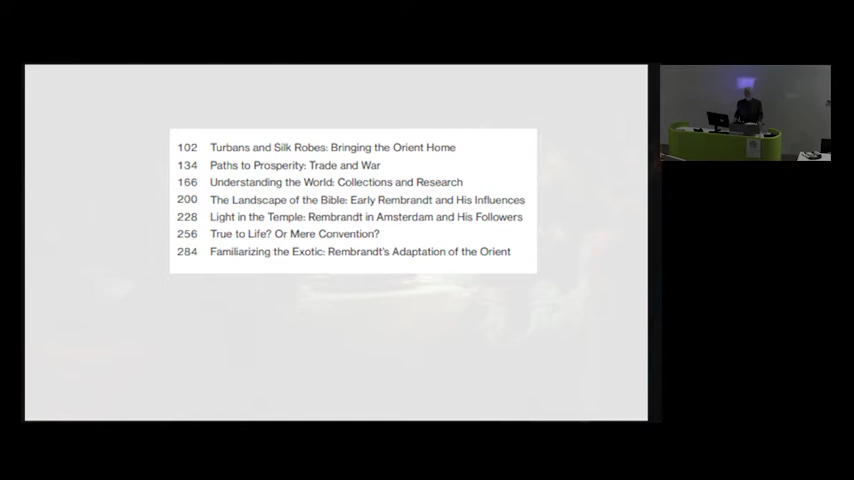 102 Turbans and Silk Robes: Bringing the Orient Home
134 Paths to Prosperity: Trade and War
166 Understanding the World: Collections and Research
200 The Landscape of the Bible: Early Rembrandt and His Influences
228 Light in the Temple: Rembrandt in Amsterdam and His Followers
256 True to Life? Or Mere Convention?
284 Familiarizing the Exotic: Rembrandt's Adaptation of the Orient